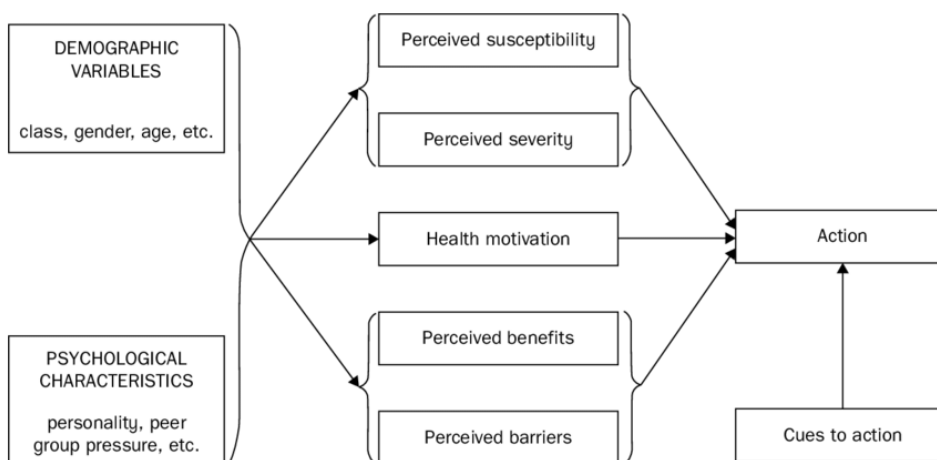 DEMOGRAPHIC
VARIABLES
class, gender, age, etc.
PSYCHOLOGICAL
CHARACTERISTICS
personality, peer
group pressure, etc.
Perceived susceptibility
Perceived severity
Health motivation
Perceived benefits
Perceived barriers
Action
Cues to action